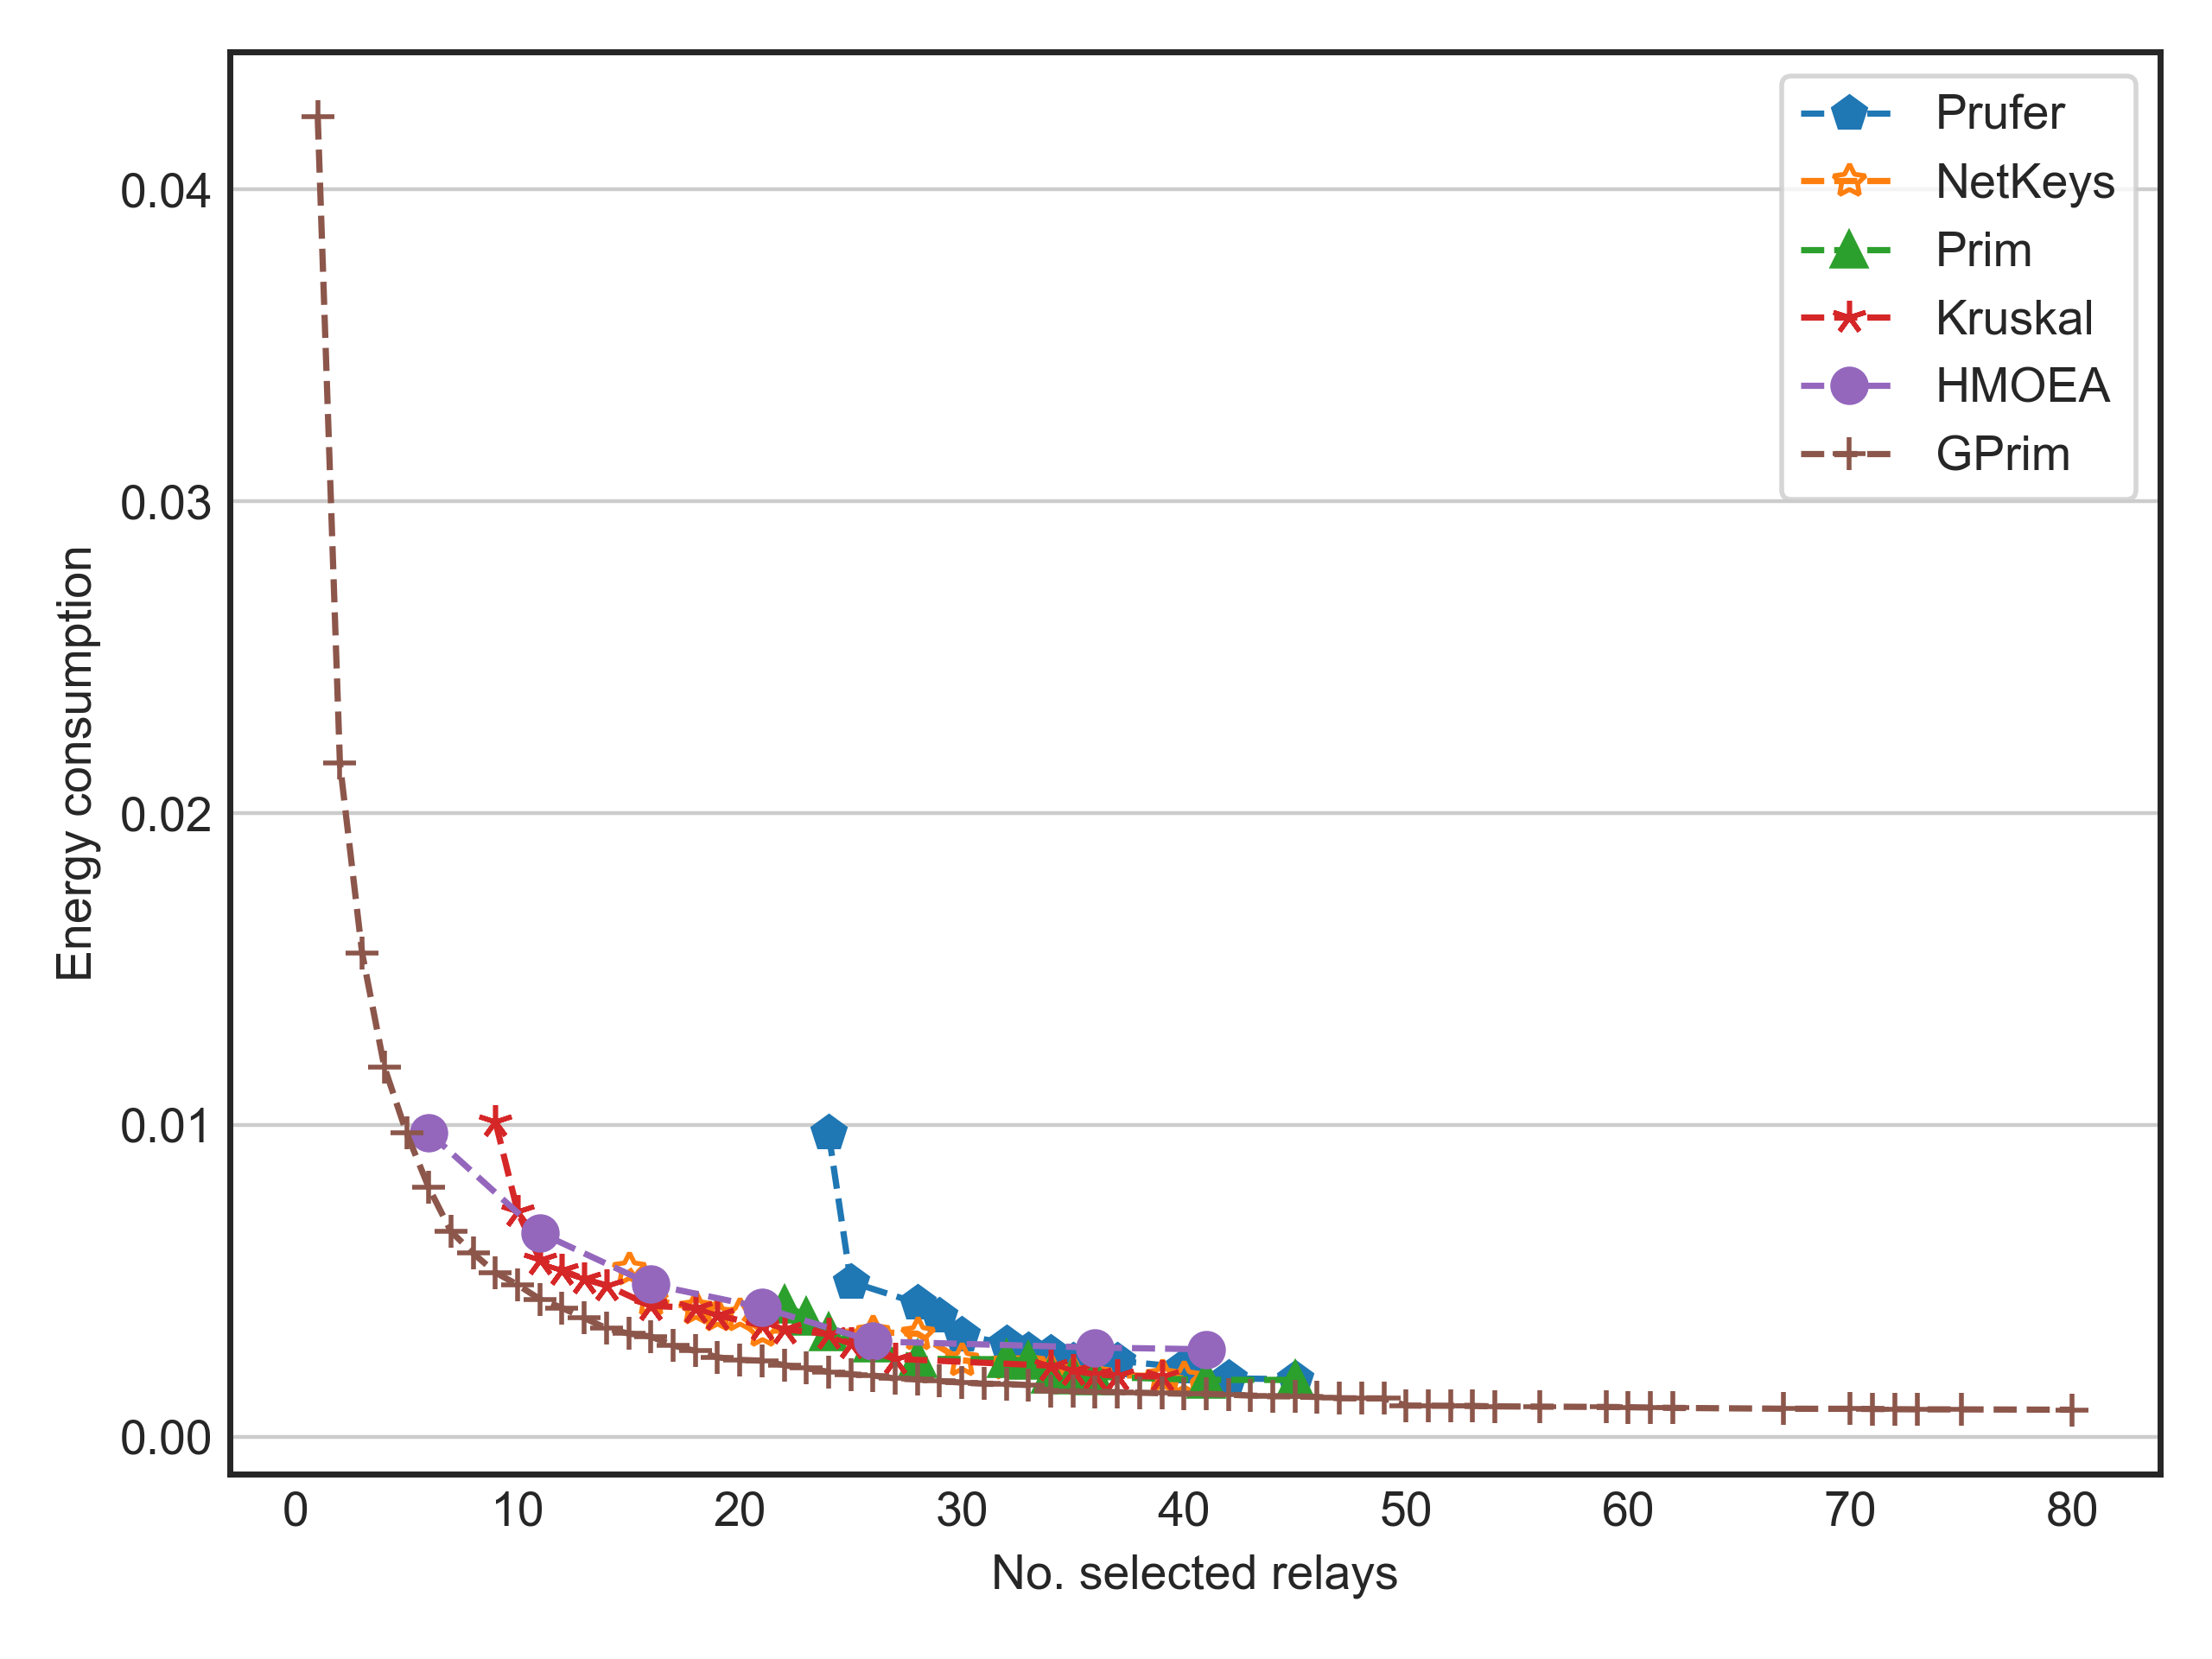 Prufer
NetKeys
Prim
Kruskal
HMOEA
GPrim
Energy consumption
0.04
0.03
0.02
0.01
0.00
0 10 20 30 40 50 60 70 80
No. selected relays